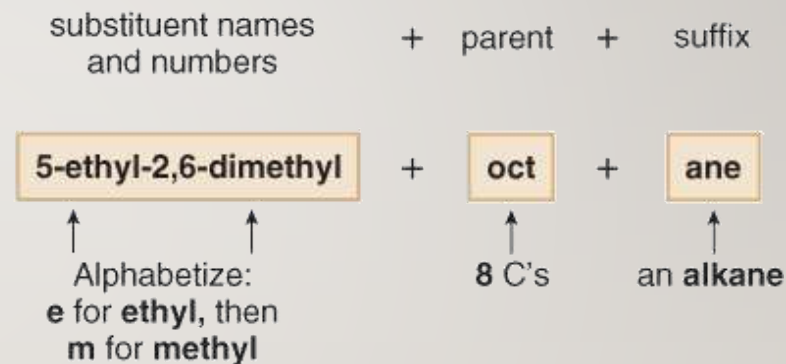 substituent names + parent + suffix
and numbers
5-ethyl-2,6-dimethyl + oct + ane
Alphabetize: 8 C's an alkane
e for ethyl, then
m for methyl